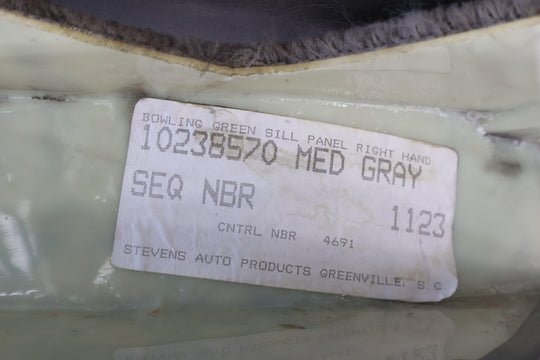 BOWLING GREEN SILL PANEL RIGHT HAND
10238570 MED GRAY
SEQ NBR 1123
CNTRL NBR 4691
STEVENS AUTO PRODUCTS GREENVILLE, S.C.